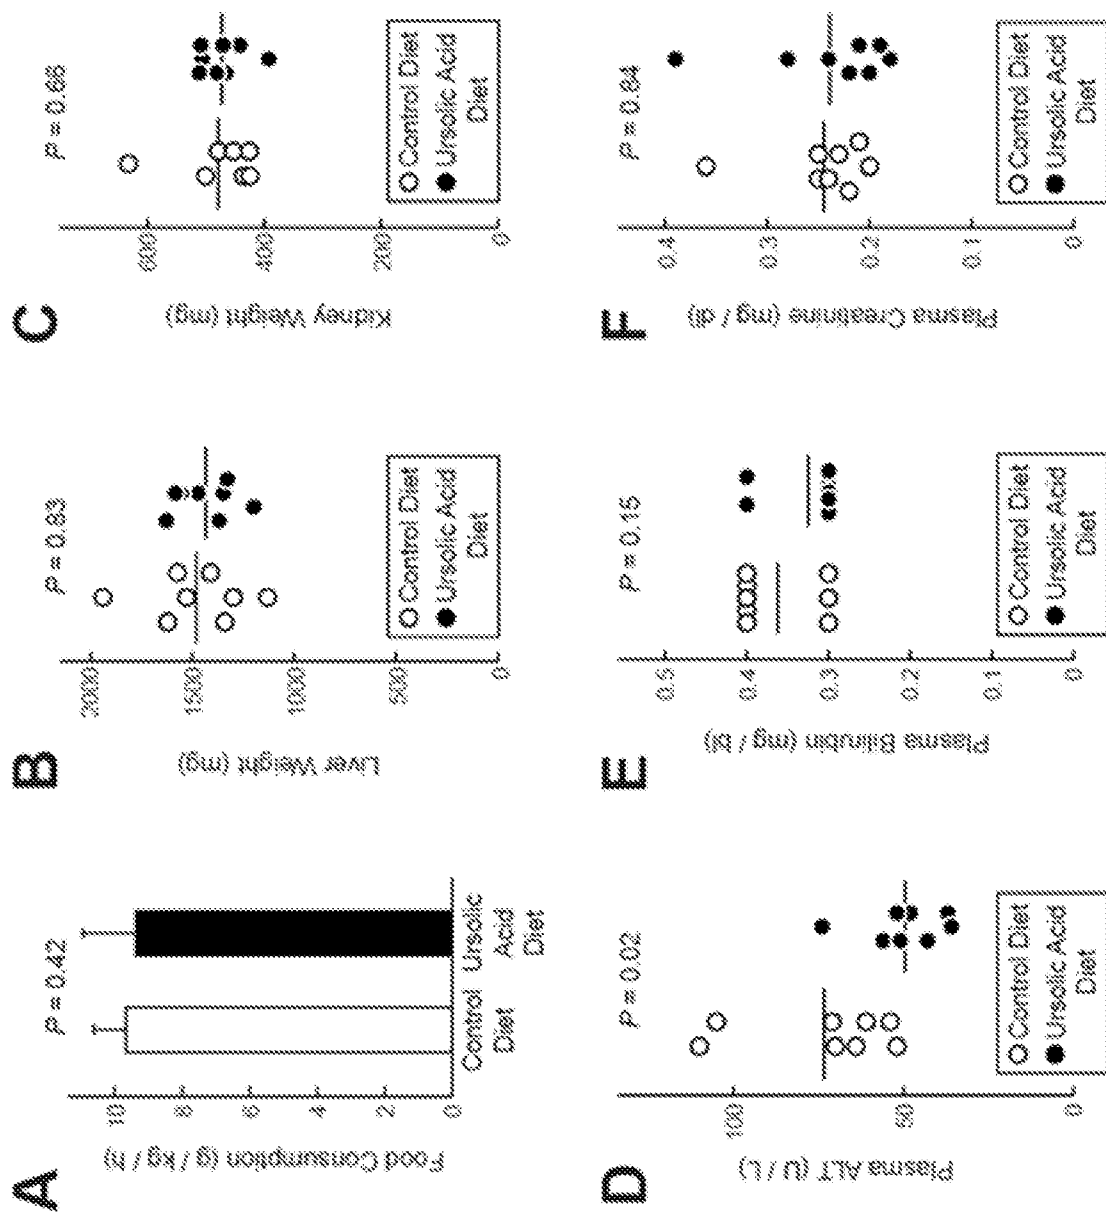 A
P = 0.42
Food Consumption (g / kg / h)
10
8
6
4
2
0
Control
Diet
Ursolic
Acid
Diet
B
P = 0.83
Liver Weight
(mg)
2000
1500
1000
500
0
Control Diet
Ursolic Acid
Diet
C
P = 0.66
Kidney Weight
(mg)
600
400
200
0
Control Diet
Ursolic Acid
Diet
D
P = 0.02
Plasma ALT (U / L)
100
50
0
Control Diet
Ursolic Acid
Diet
E
P = 0.15
Plasma Bilirubin (mg / bl)
0.5
0.4
0.3
0.2
0.1
0
Control Diet
Ursolic Acid
Diet
F
P = 0.64
Plasma Creatinine (mg / dl)
0.4
0.3
0.2
0.1
0
Control Diet
Ursolic Acid
Diet